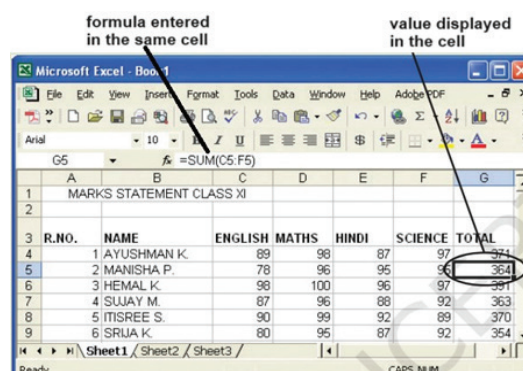 formula entered
in the same cell
value displayed
in the cell
Microsoft Excel - Book1
File Edit View Insert Format Tools Data Window Help Adobe PDF
Arial 10 B I U
G5 fx =SUM(C5:F5)
A B C D E F G
1 MARKS STATEMENT CLASS XI
2
3 R.NO. NAME ENGLISH MATHS HINDI SCIENCE TOTAL
4 1 AYUSHMAN K. 89 98 87 97 371
5 2 MANISHA P. 78 96 95 95 364
6 3 HEMAL K. 98 100 96 97 391
7 4 SUJAY M. 87 96 88 92 363
8 5 ITISREE S. 90 99 92 89 370
9 6 SRIJA K. 80 95 87 92 354
Sheet1 / Sheet2 / Sheet3 /
Ready CAPS NUM